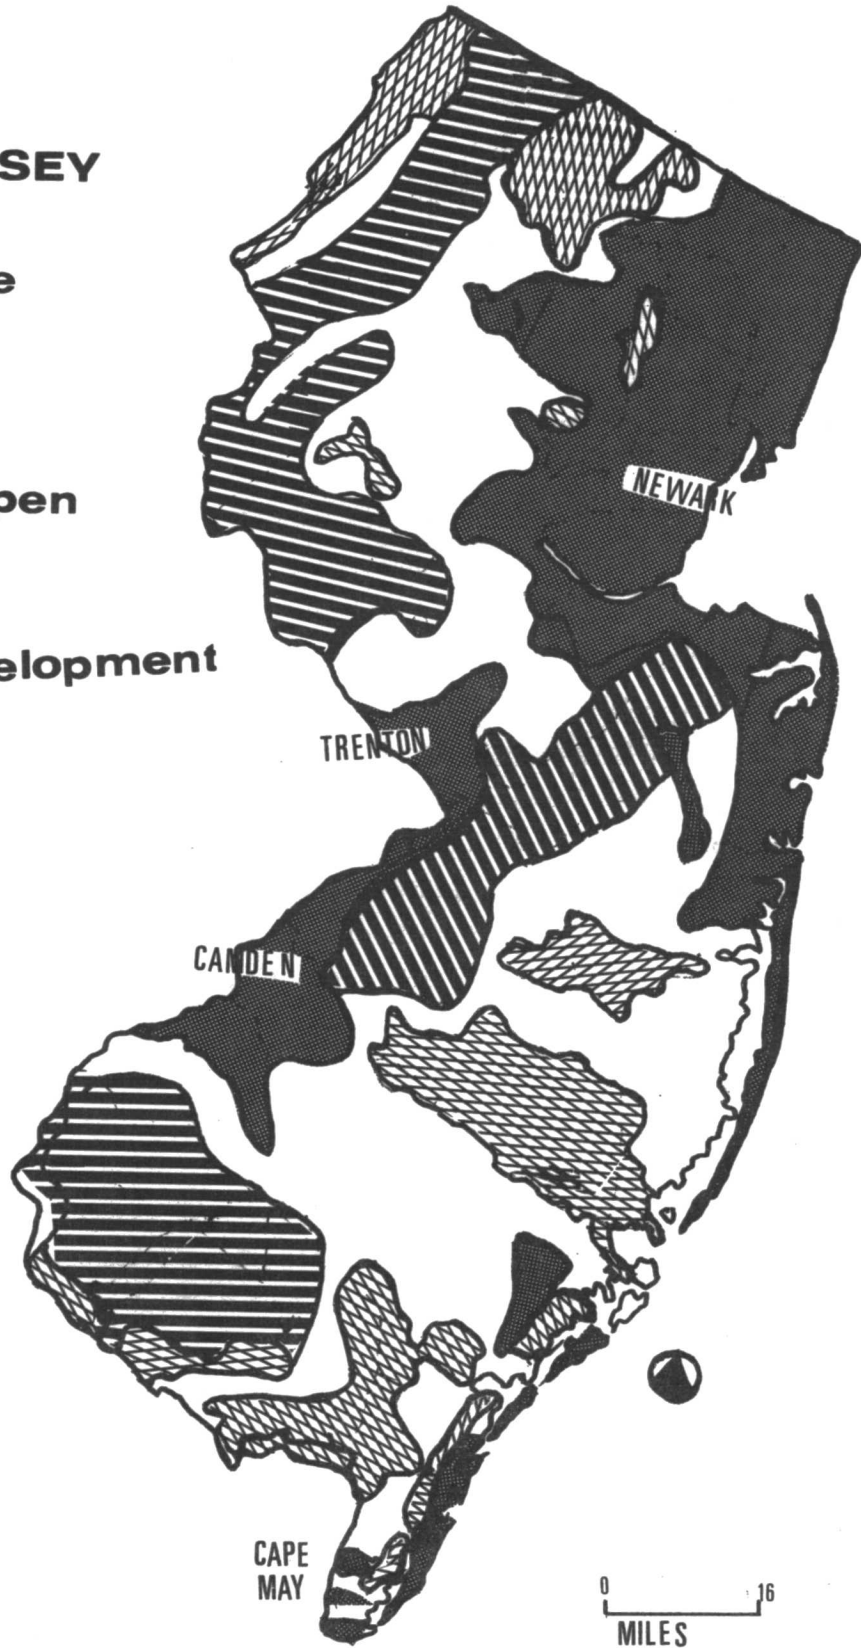 SEY
e
pen
elopment
NEWARK
TRENTON
CAMDEN
CAPE
MAY
0 16
MILES